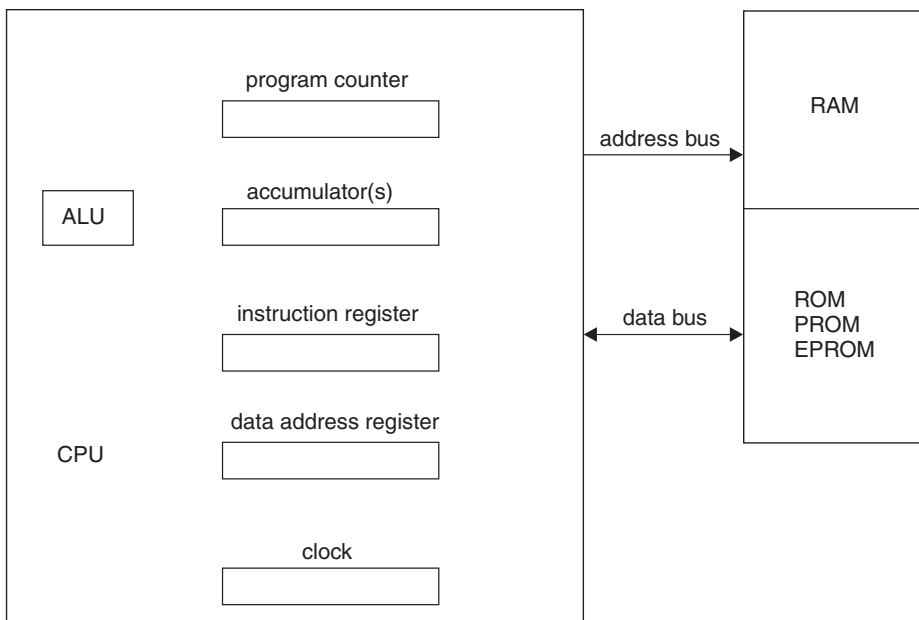 program counter
RAM
address bus
accumulator(s)
ALU
instruction register
data bus
ROM
PROM
EPROM
data address register
CPU
clock